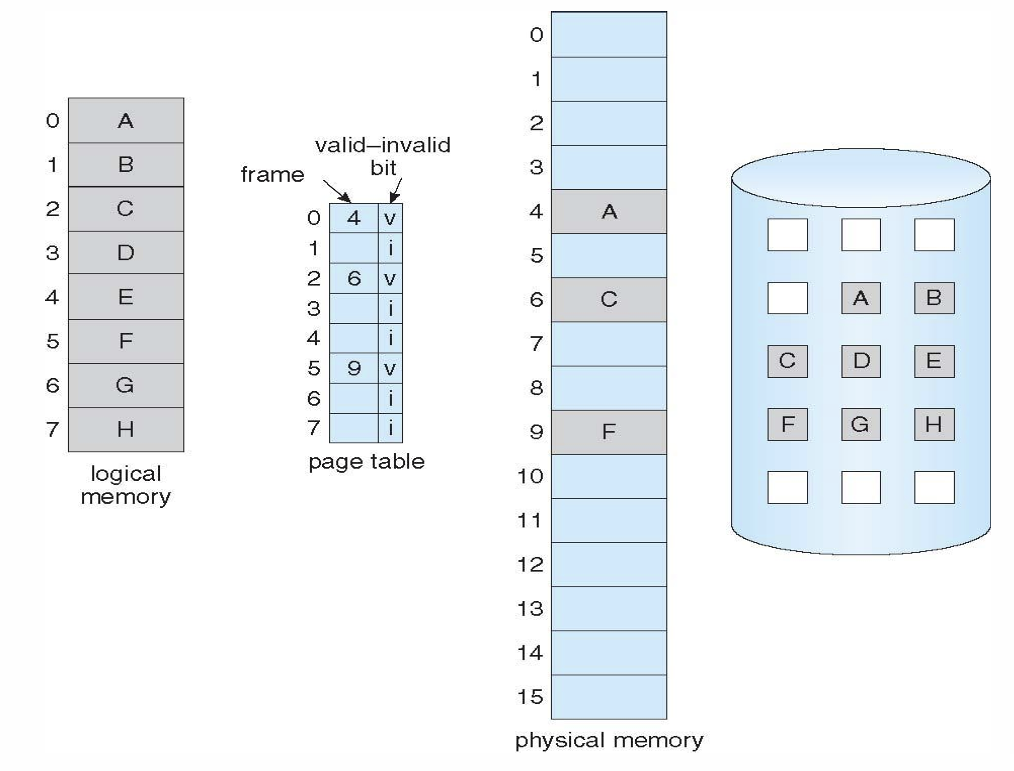 0 A
1 B
2 C
3 D
4 E
5 F
6 G
7 H
logical
memory
valid–invalid
bit
frame
0 4 v
1 i
2 6 v
3 i
4 i
5 9 v
6 i
7 i
page table
0
1
2
3
4 A
5
6 C
7
8
9 F
10
11
12
13
14
15
physical memory
A B
C D E
F G H